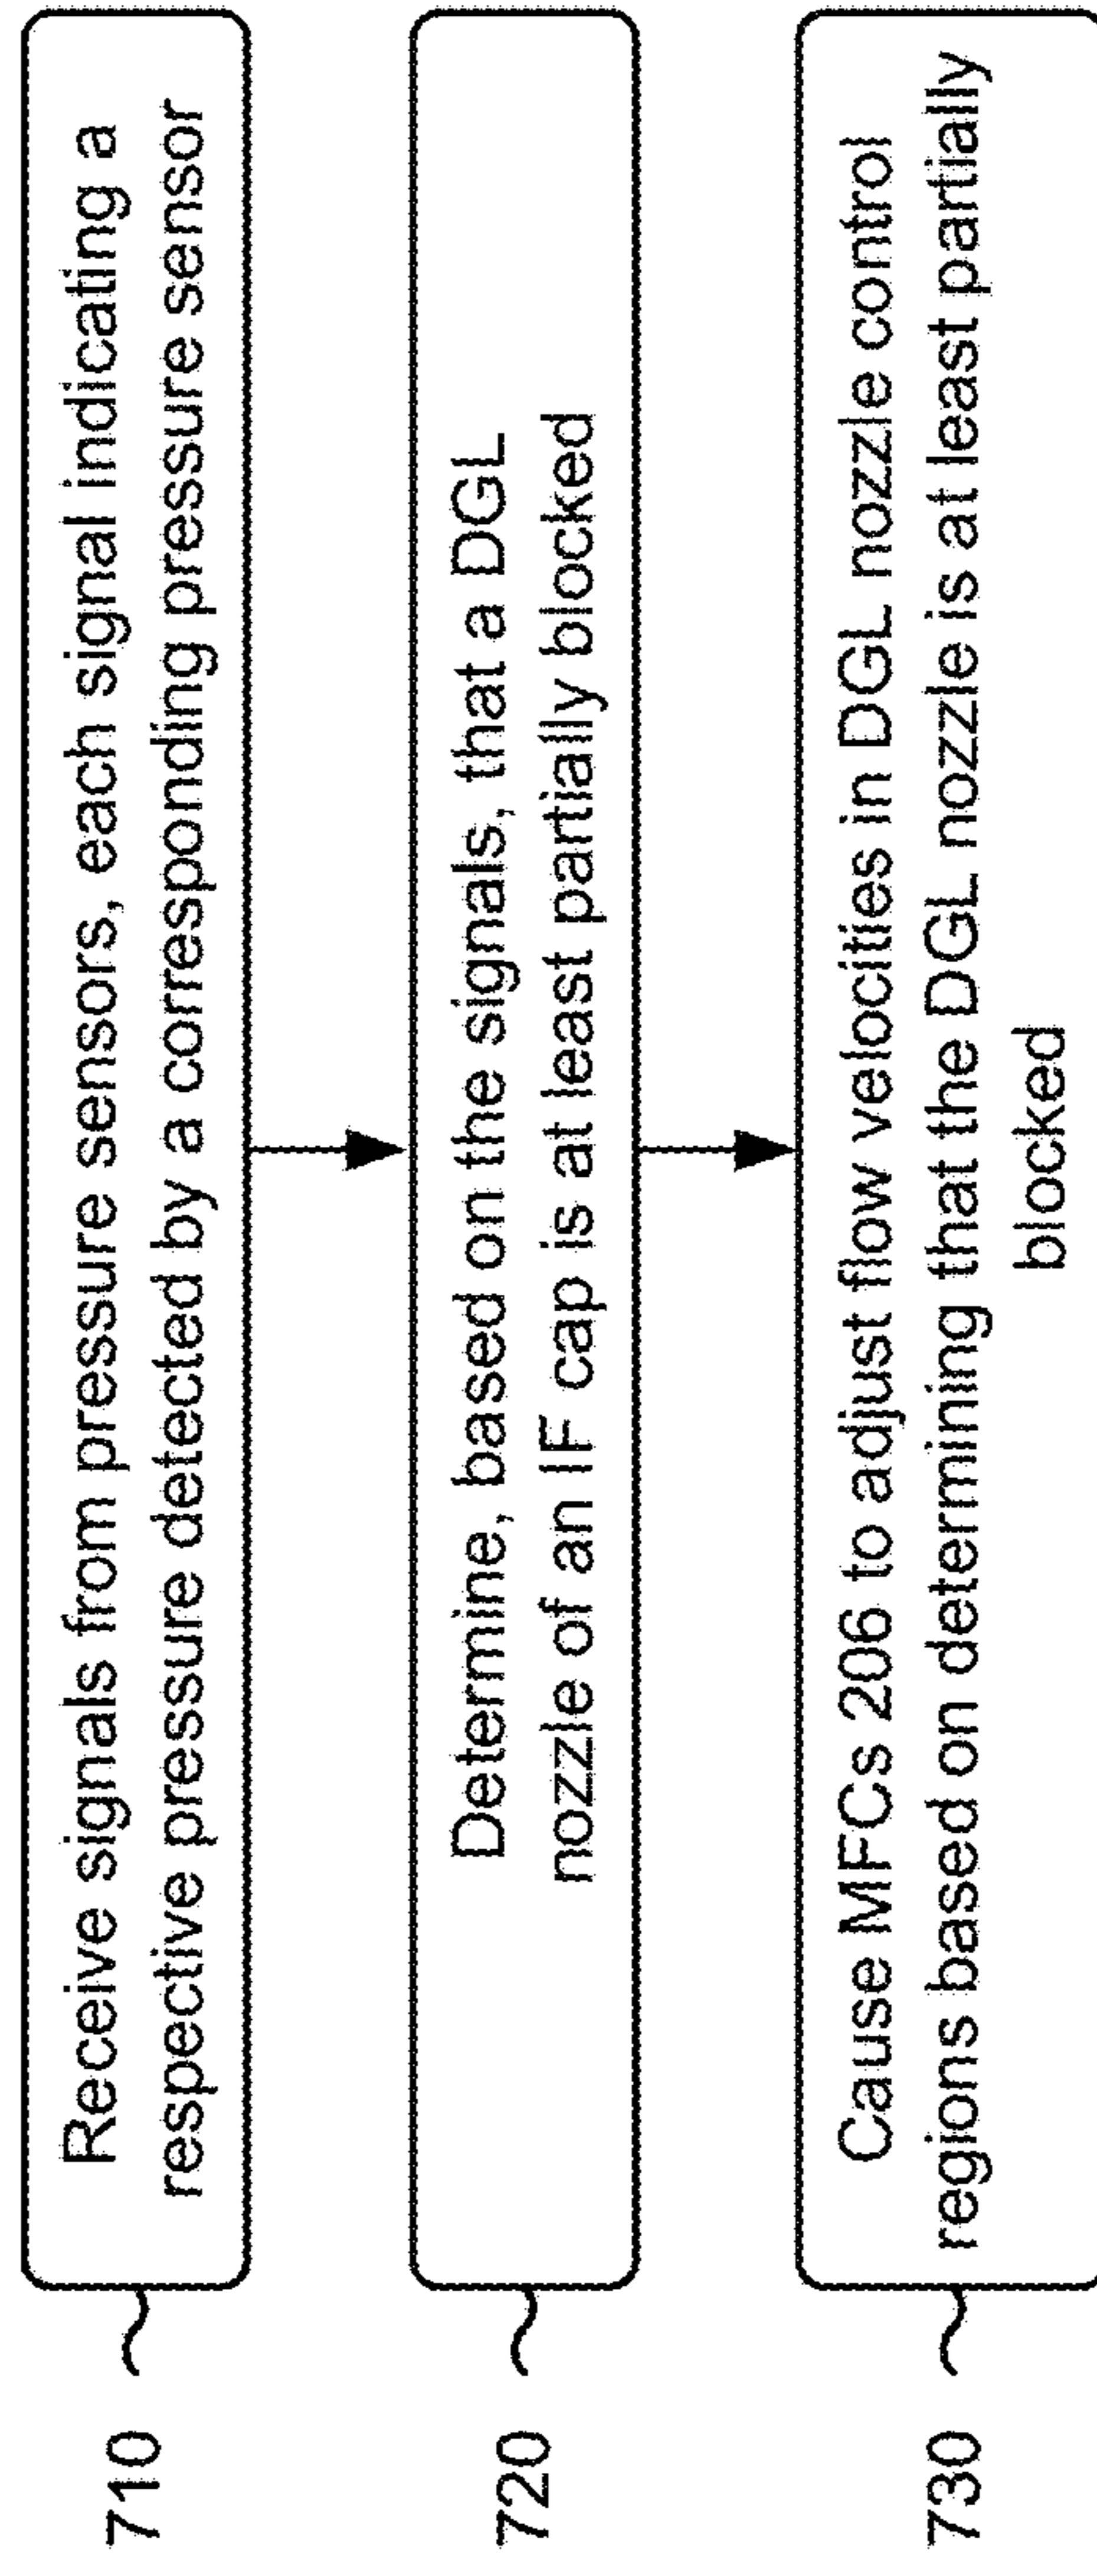 710
Receive signals from pressure sensors, each signal indicating a
respective pressure detected by a corresponding pressure sensor
720
Determine, based on the signals, that a DGL
nozzle of an IF cap is at least partially blocked
730
Cause MFCs 206 to adjust flow velocities in DGL nozzle control
regions based on determining that the DGL nozzle is at least partially
blocked